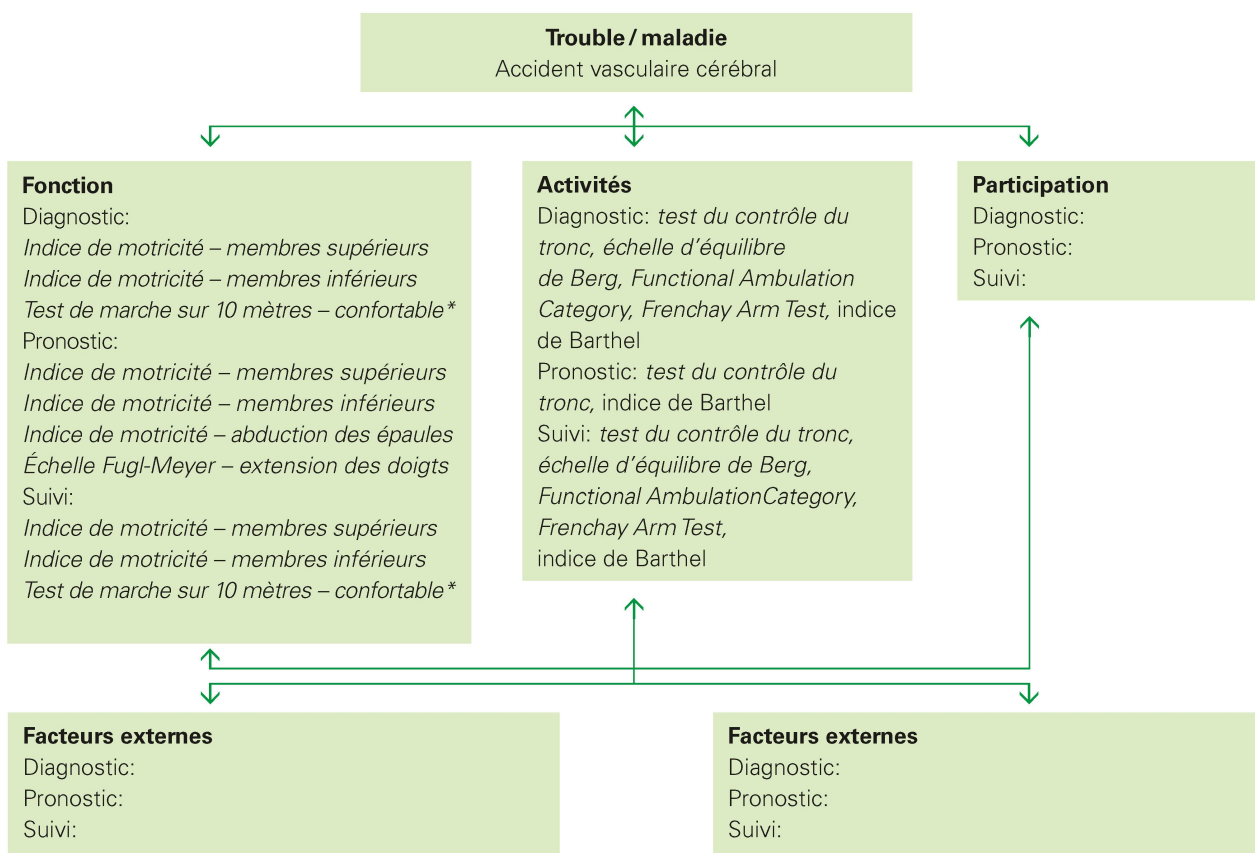 Trouble / maladie
Accident vasculaire cérébral
Fonction
Diagnostic:
Indice de motricité – membres supérieurs
Indice de motricité – membres inférieurs
Test de marche sur 10 mètres – confortable*
Pronostic:
Indice de motricité – membres supérieurs
Indice de motricité – membres inférieurs
Indice de motricité – abduction des épaules
Échelle Fugl-Meyer – extension des doigts
Suivi:
Indice de motricité – membres supérieurs
Indice de motricité – membres inférieurs
Test de marche sur 10 mètres – confortable*
Activités
Diagnostic: test du contrôle du
tronc, échelle d’équilibre
de Berg, Functional Ambulation
Category, Frenchay Arm Test, indice
de Barthel
Pronostic: test du contrôle du
tronc, indice de Barthel
Suivi: test du contrôle du tronc,
échelle d’équilibre de Berg,
Functional AmbulationCategory,
Frenchay Arm Test,
indice de Barthel
Participation
Diagnostic:
Pronostic:
Suivi:
Facteurs externes
Diagnostic:
Pronostic:
Suivi:
Facteurs externes
Diagnostic:
Pronostic:
Suivi: